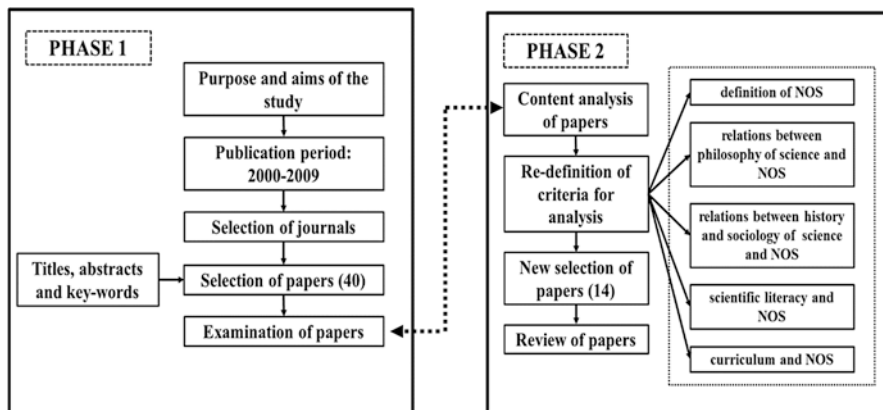 PHASE 1
Purpose and aims of the
study
Publication period:
2000-2009
Selection of journals
Titles, abstracts
and key-words
Selection of papers (40)
Examination of papers
PHASE 2
Content analysis
of papers
Re-definition of
criteria for
analysis
New selection of
papers (14)
Review of papers
definition of NOS
relations between
philosophy of science and
NOS
relations between history
and sociology of science
and NOS
scientific literacy and
NOS
curriculum and NOS